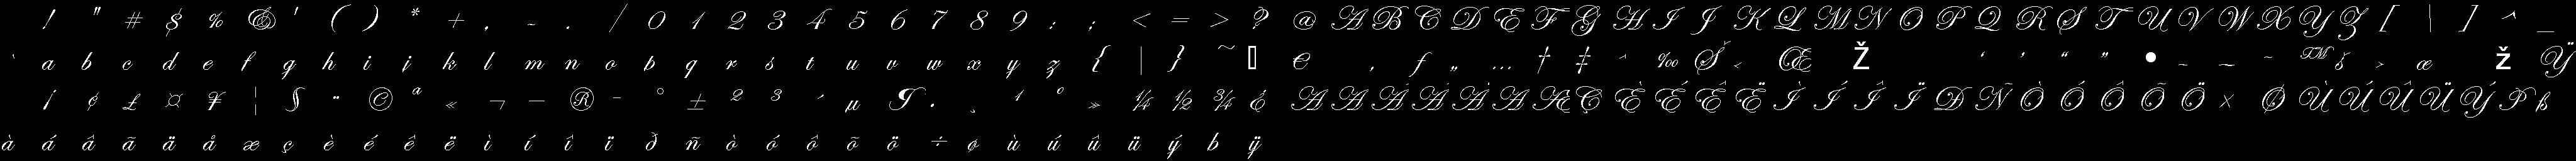 ! " # $ % & ' ( ) * + , - . / 0 1 2 3 4 5 6 7 8 9 : ; < = > ? @ A B C D E F G H I J K L M N O P Q R S T U V W X Y Z [ \ ] ^ _
` a b c d e f g h i j k l m n o p q r s t u v w x y z { | } ~ € ‚ ƒ „ … † ‡ ˆ ‰ Š ‹ Œ Ž ‘ ’ “ ” • – — ˜ ™ š › œ ž Ÿ
¡ ¢ £ ¤ ¥ ¦ § ¨ © ª « ¬ – ® ¯ ° ± ² ³ ´ µ ¶ · ¸ ¹ º » ¼ ½ ¾ ¿ À Á Â Ã Ä Å Æ Ç È É Ê Ë Ì Í Î Ï Ð Ñ Ò Ó Ô Õ Ö × Ø Ù Ú Û Ü Ý Þ ß
à á â ã ä å æ ç è é ê ë ì í î ï ð ñ ò ó ô õ ö ÷ ø ù ú û ü ý þ ÿ